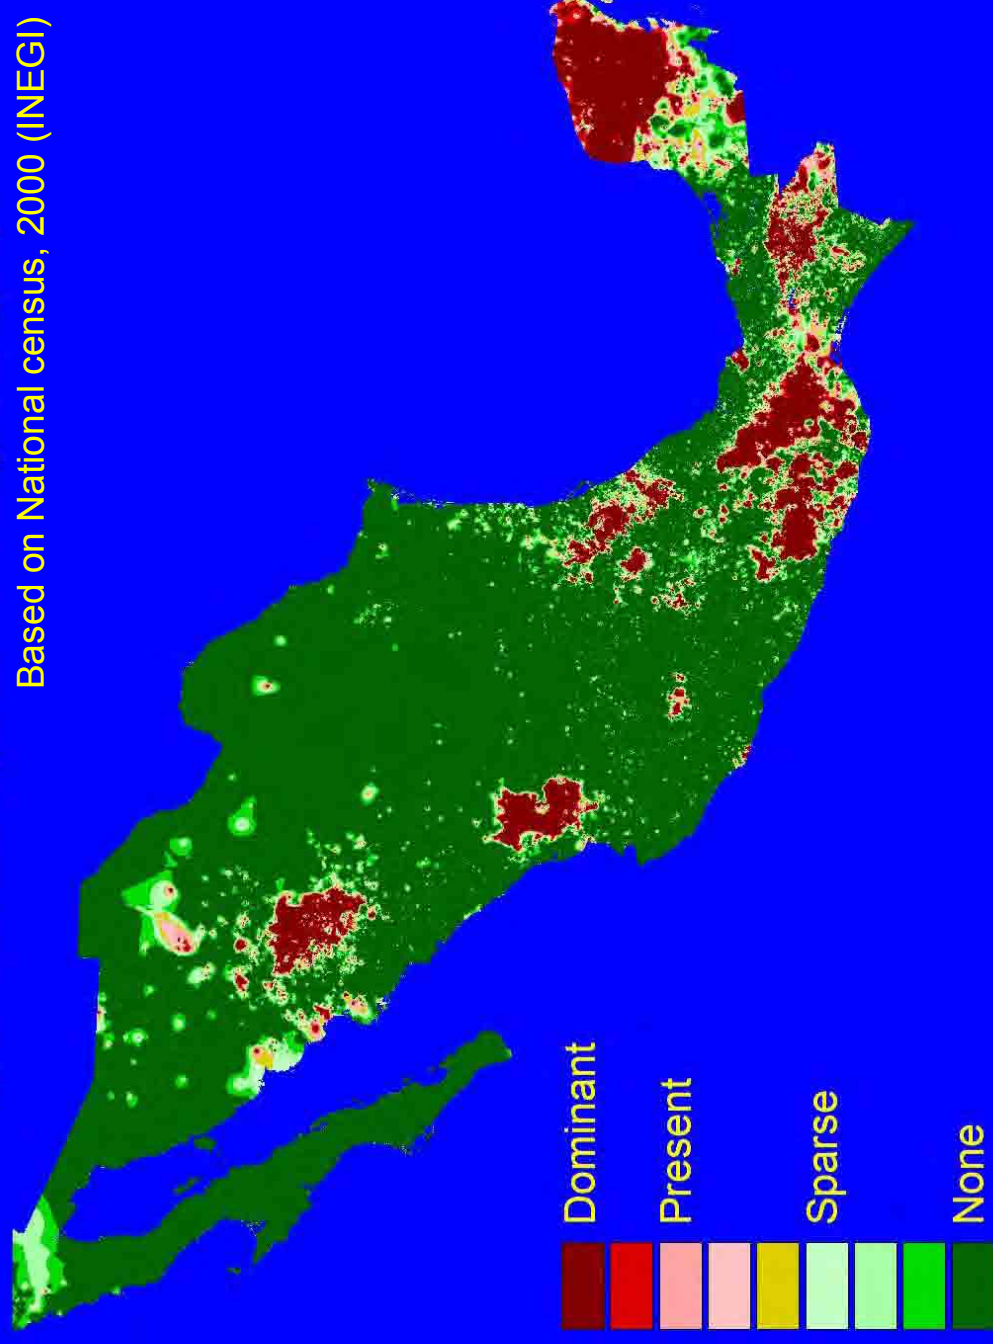 Based on National census, 2000 (INEGI)
Dominant
Present
Sparse
None